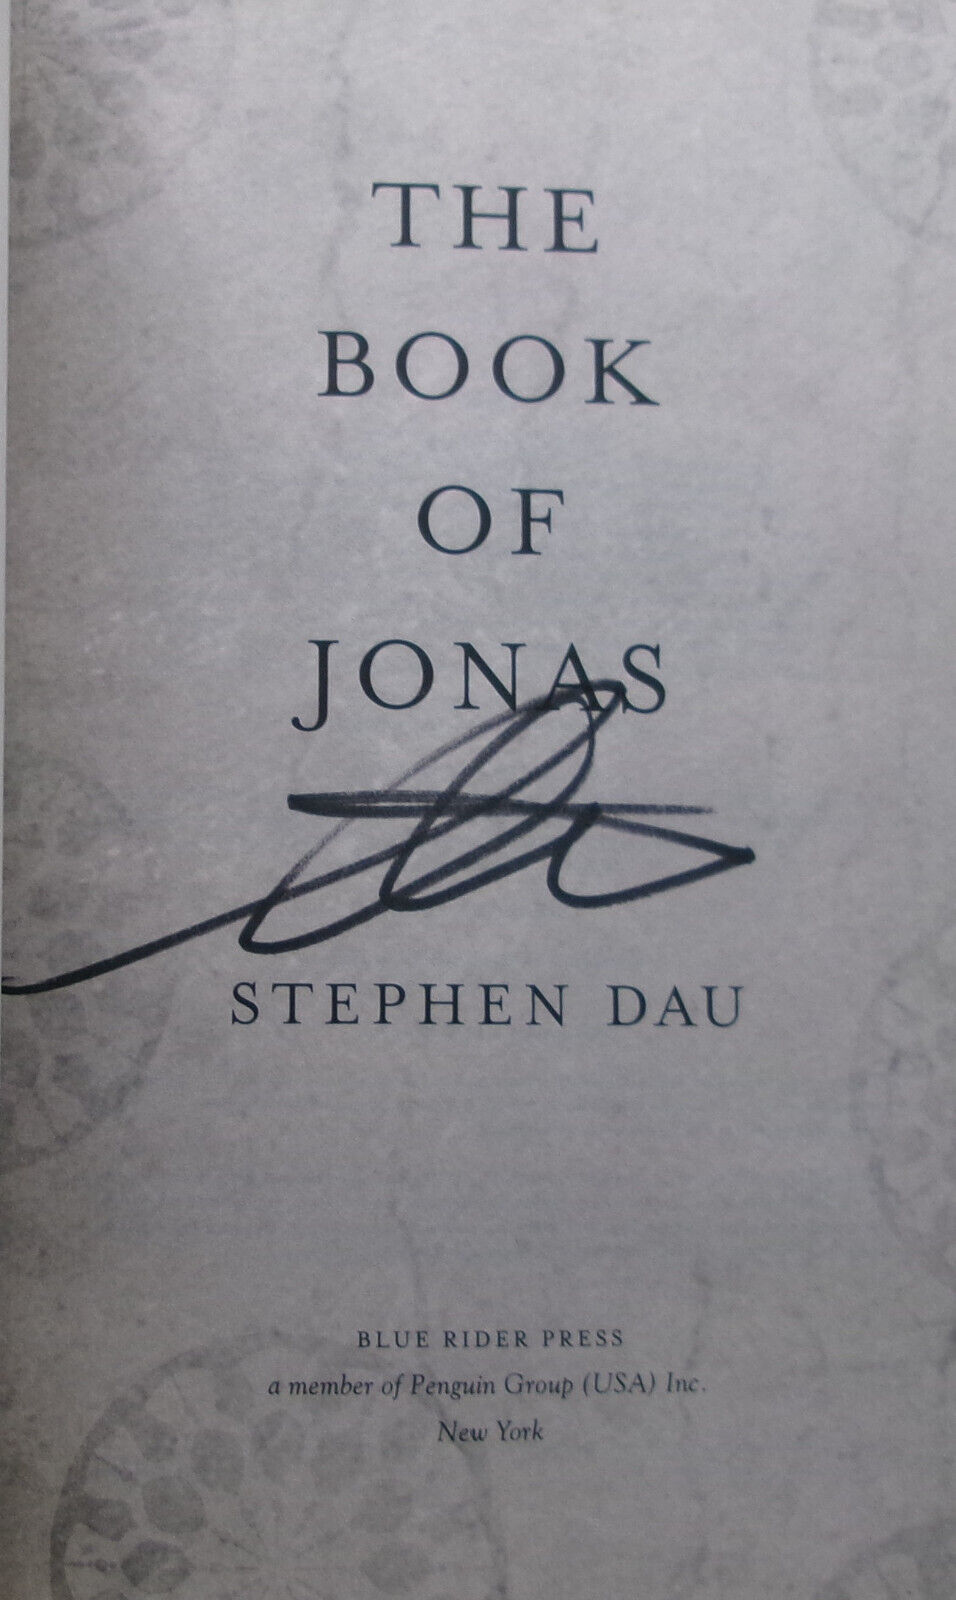 THE
BOOK
OF
JONAS
STEPHEN DAU
BLUE RIDER PRESS
a member of Penguin Group (USA) Inc.
New York